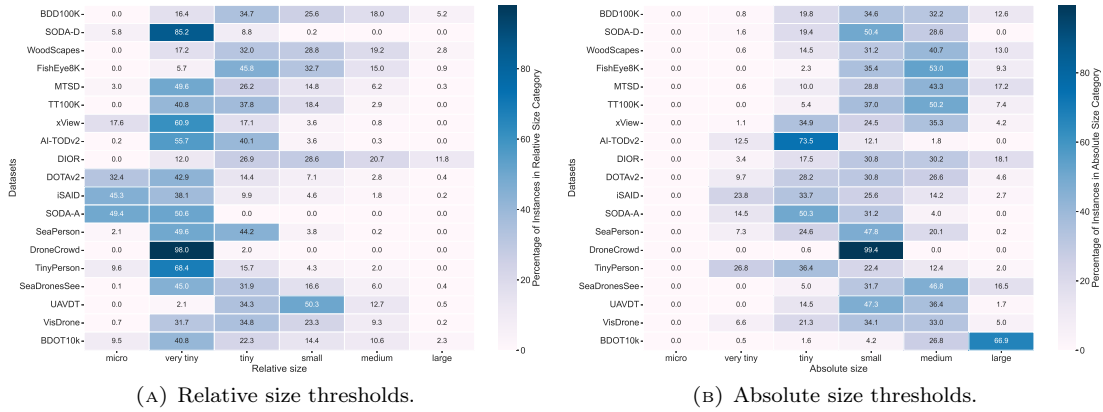 BDD100K 0.0 16.4 34.7 25.6 18.0 5.2
SODA-D 5.8 85.2 8.8 0.2 0.0 0.0
WoodScapes 0.0 17.2 32.0 28.8 19.2 2.8
FishEye8K 0.0 5.7 45.8 32.7 15.0 0.9
MTSD 3.0 49.6 26.2 14.8 6.2 0.3
TT100K 0.0 40.8 37.8 18.4 2.9 0.0
xView 17.6 60.9 17.1 3.6 0.8 0.0
AI-TODv2 0.2 55.7 40.1 3.6 0.3 0.0
DIOR 0.0 12.0 26.9 28.6 20.7 11.8
DOTAv2 32.4 42.9 14.4 7.1 2.8 0.4
iSAID 45.3 38.1 9.9 4.6 1.8 0.2
SODA-A 49.4 50.6 0.0 0.0 0.0 0.0
SeaPerson 2.1 49.6 44.2 3.8 0.2 0.0
DroneCrowd 0.0 98.0 2.0 0.0 0.0 0.0
TinyPerson 9.6 68.4 15.7 4.3 2.0 0.0
SeaDronesSee 0.1 45.0 31.9 16.6 6.0 0.4
UAVDT 0.0 2.1 34.3 50.3 12.7 0.5
VisDrone 0.7 31.7 34.8 23.3 9.3 0.2
BDOT10k 9.5 40.8 22.3 14.4 10.6 2.3
micro very tiny tiny small medium large
Relative size
Datasets
80
60
40
20
0
Percentage of Instances in Relative Size Category
(A) Relative size thresholds.
BDD100K 0.0 0.8 19.8 34.6 32.2 12.6
SODA-D 0.0 1.6 19.4 50.4 28.6 0.0
WoodScapes 0.0 0.6 14.5 31.2 40.7 13.0
FishEye8K 0.0 0.0 2.3 35.4 53.0 9.3
MTSD 0.0 0.6 10.0 28.8 43.3 17.2
TT100K 0.0 0.0 5.4 37.0 50.2 7.4
xView 0.0 1.1 34.9 24.5 35.3 4.2
AI-TODv2 0.0 12.5 73.5 12.1 1.8 0.0
DIOR 0.0 3.4 17.5 30.8 30.2 18.1
DOTAv2 0.0 9.7 28.2 30.8 26.6 4.6
iSAID 0.0 23.8 33.7 25.6 14.2 2.7
SODA-A 0.0 14.5 50.3 31.2 4.0 0.0
SeaPerson 0.0 7.3 24.6 47.8 20.1 0.2
DroneCrowd 0.0 0.0 0.6 99.4 0.0 0.0
TinyPerson 0.0 26.8 36.4 22.4 12.4 2.0
SeaDronesSee 0.0 0.0 5.0 31.7 46.8 16.5
UAVDT 0.0 0.0 14.5 47.3 36.4 1.7
VisDrone 0.0 6.6 21.3 34.1 33.0 5.0
BDOT10k 0.0 0.5 1.6 4.2 26.8 66.9
micro very tiny tiny small medium large
Absolute size
Datasets
80
60
40
20
0
Percentage of Instances in Absolute Size Category
(B) Absolute size thresholds.